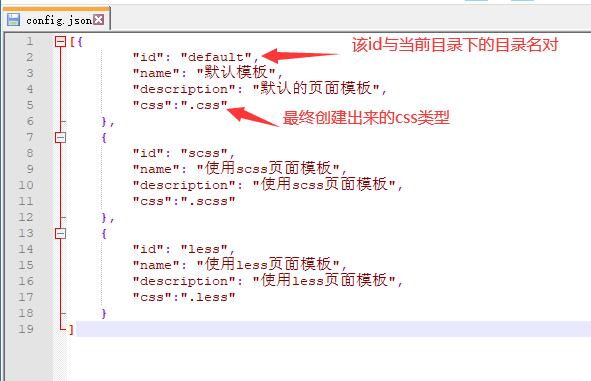 config.json
1 [{
2 "id": "default", 该id与当前目录下的目录名对
3 "name": "默认模板",
4 "description": "默认的页面模板",
5 "css":".css" 最终创建出来的css类型
6 },
7 {
8 "id": "scss",
9 "name": "使用scss页面模板",
10 "description": "使用scss页面模板",
11 "css":".scss"
12 },
13 {
14 "id": "less",
15 "name": "使用less页面模板",
16 "description": "使用less页面模板",
17 "css":".less"
18 }
19 ]